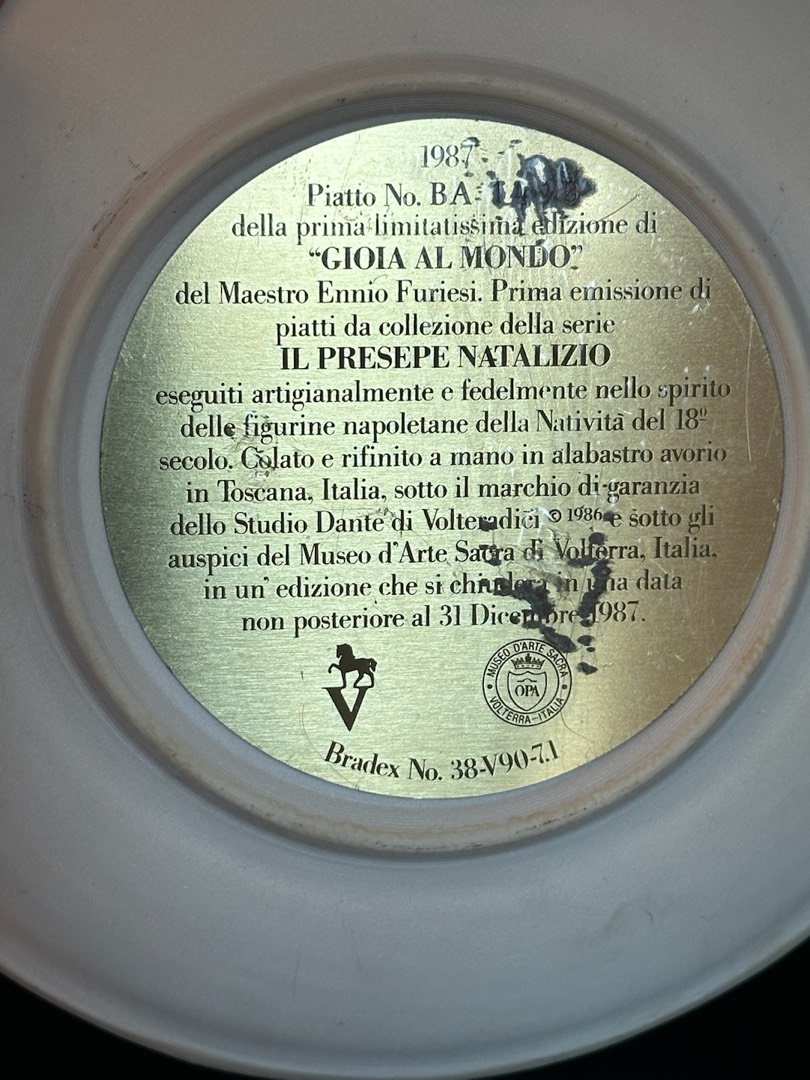 1987
Piatto No. BA-
della prima limitatissima edizione di
“GIOIA AL MONDO”
del Maestro Ennio Furiesi. Prima emissione di
piatti da collezione della serie
IL PRESEPE NATALIZIO
eseguiti artigianalmente e fedelmente nello spirito
delle figurine napoletane della Natività del 18º
secolo. Colato e rifinito a mano in alabastro avorio
in Toscana, Italia, sotto il marchio di garanzia
dello Studio Dante di Volteradici © 1986 e sotto gli
auspici del Museo d'Arte Sacra di Volterra, Italia,
in un' edizione che si chiuderà in una data
non posteriore al 31 Dicembre 1987.
V
MUSEO D'ARTE SACRA
OPA
VOLTERRA-ITALIA
Bradex No. 38-V90-7.1